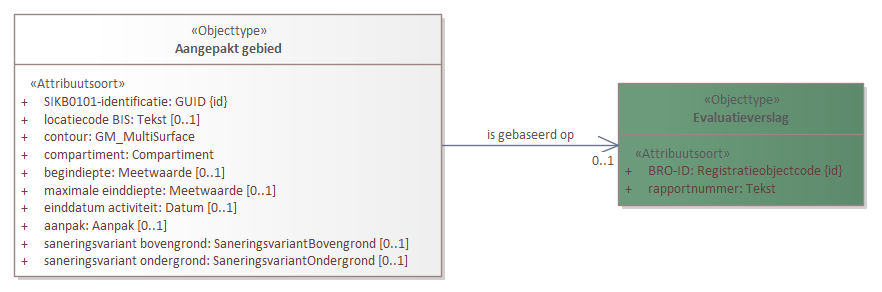 «Objecttype»
Aangepakt gebied
«Attribuutsoort»
+ SIKB0101-identificatie: GUID {id}
+ locatiecode BIS: Tekst [0..1]
+ contour: GM_MultiSurface
+ compartiment: Compartiment
+ begindiepte: Meetwaarde [0..1]
+ maximale einddiepte: Meetwaarde [0..1]
+ einddatum activiteit: Datum [0..1]
+ aanpak: Aanpak [0..1]
+ saneringsvariant bovengrond: SaneringsvariantBovengrond [0..1]
+ saneringsvariant ondergrond: SaneringsvariantOndergrond [0..1]
is gebaseerd op
0..1
«Objecttype»
Evaluatieverslag
«Attribuutsoort»
+ BRO-ID: Registratieobjectcode {id}
+ rapportnummer: Tekst